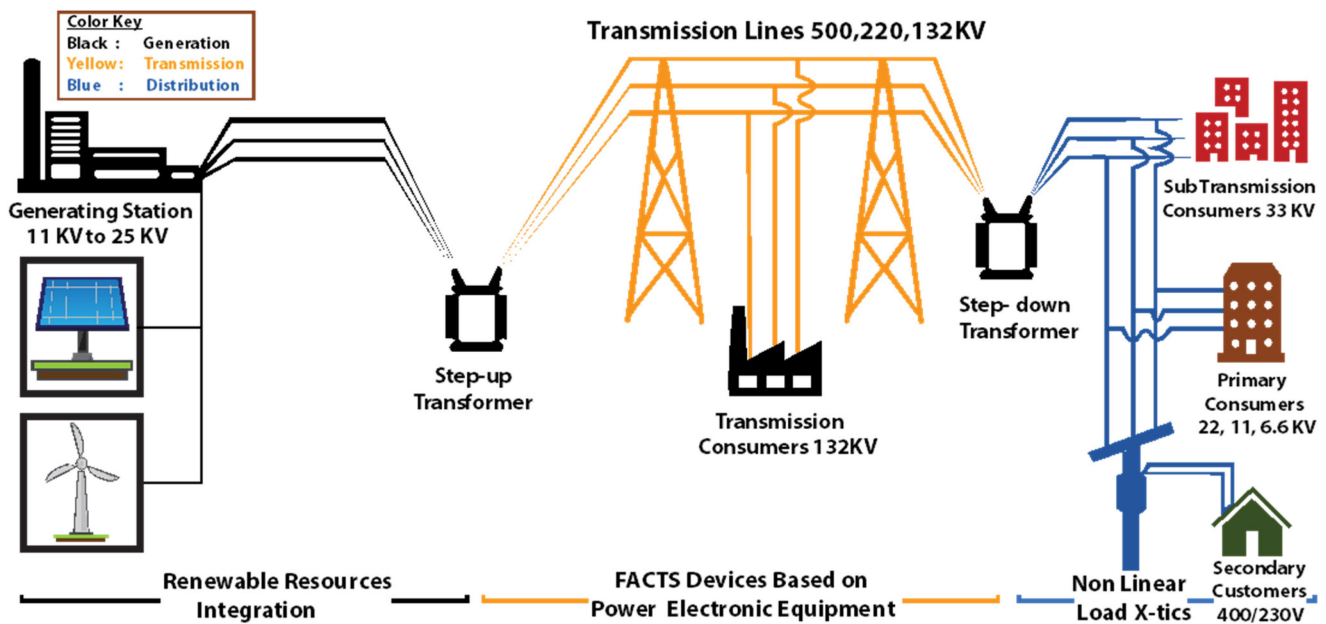 Color Key
Black : Generation
Yellow: Transmission
Blue : Distribution
Transmission Lines 500,220,132KV
Generating Station
11 KV to 25 KV
Step-up
Transformer
Transmission
Consumers 132KV
Step- down
Transformer
Sub Transmission
Consumers 33 KV
Primary
Consumers
22, 11, 6.6 KV
Secondary
Customers
400/230V
Renewable Resources
Integration
FACTS Devices Based on
Power Electronic Equipment
Non Linear
Load X-tics